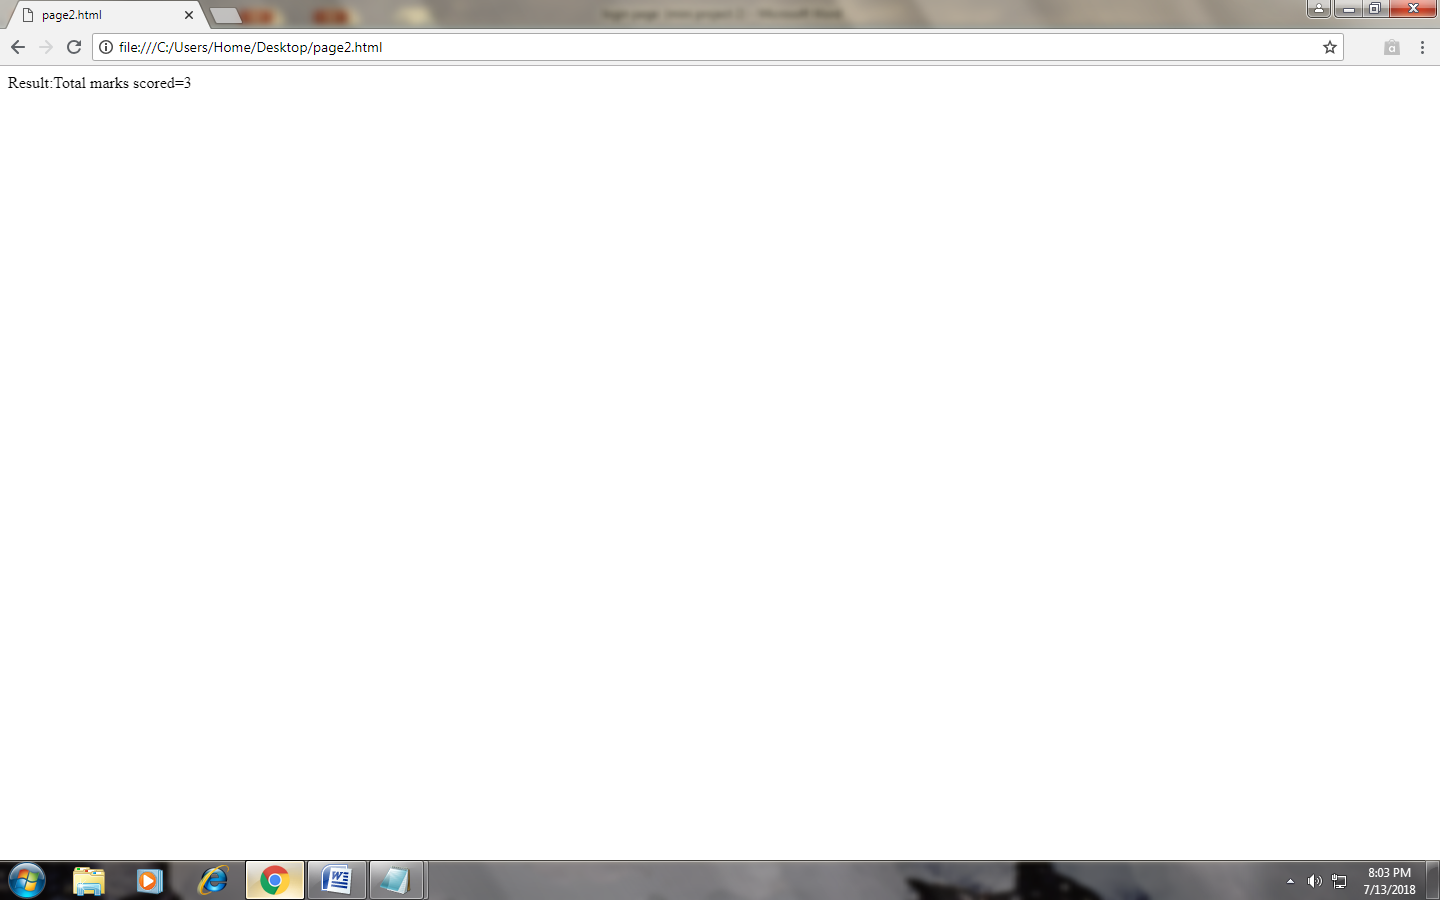 page2.html
file:///C:/Users/Home/Desktop/page2.html
Result:Total marks scored=3
8:03 PM
7/13/2018